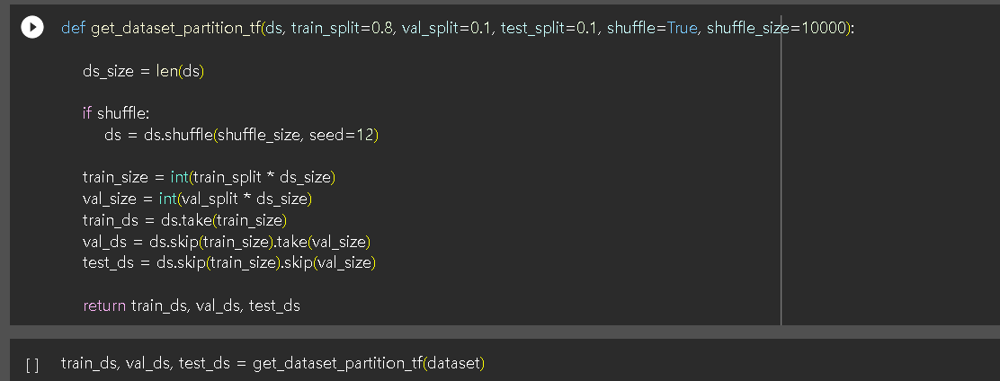 def get_dataset_partition_tf(ds, train_split=0.8, val_split=0.1, test_split=0.1, shuffle=True, shuffle_size=10000):
ds_size = len(ds)
if shuffle:
ds = ds.shuffle(shuffle_size, seed=12)
train_size = int(train_split * ds_size)
val_size = int(val_split * ds_size)
train_ds = ds.take(train_size)
val_ds = ds.skip(train_size).take(val_size)
test_ds = ds.skip(train_size).skip(val_size)
return train_ds, val_ds, test_ds
[ ] train_ds, val_ds, test_ds = get_dataset_partition_tf(dataset)